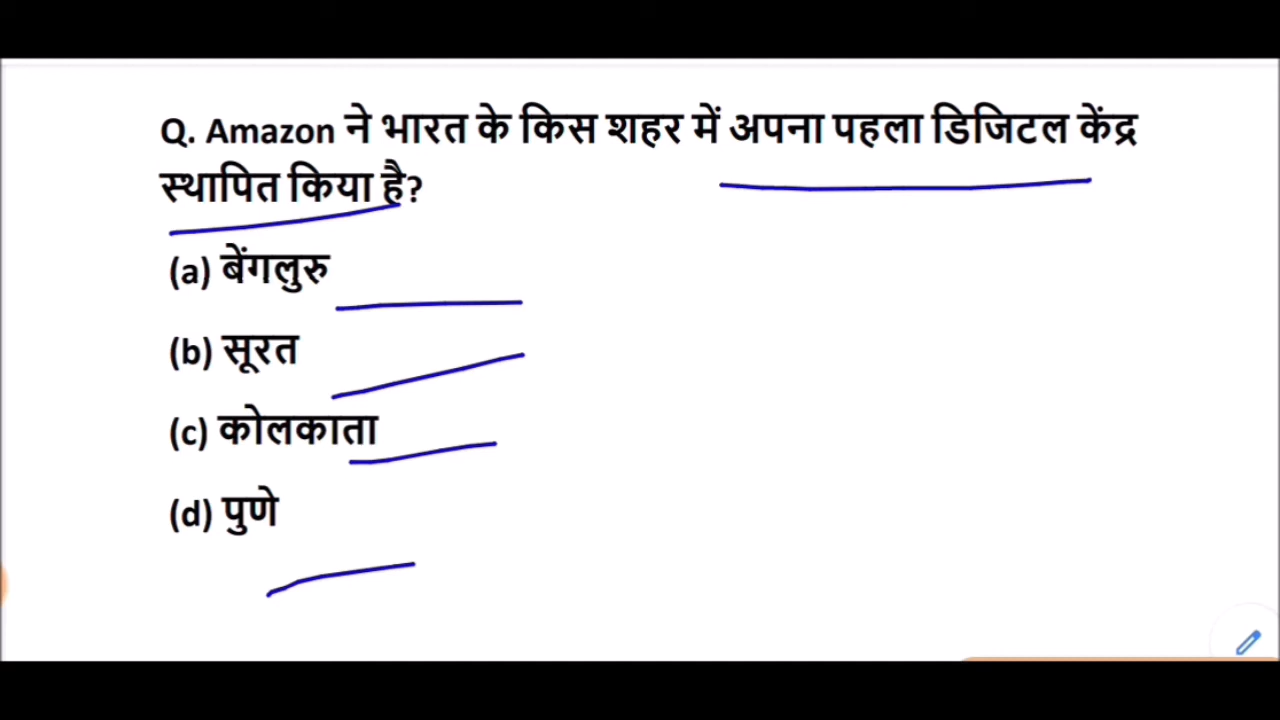 Q. Amazon ने भारत के किस शहर में अपना पहला डिजिटल केंद्र
स्थापित किया है?
(a) बेंगलुरु
(b) सूरत
(c) कोलकाता
(d) पुणे